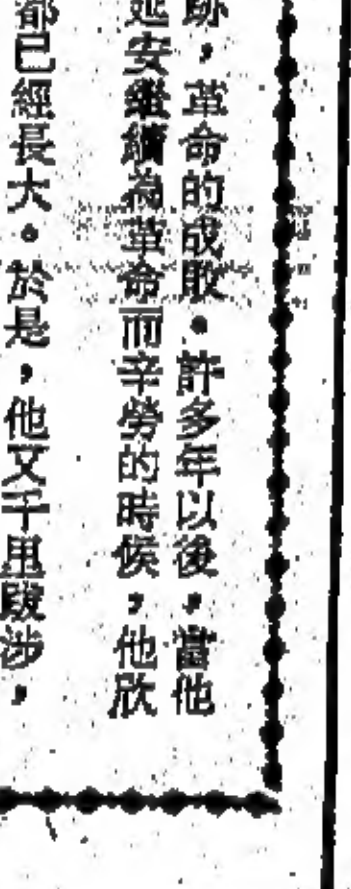 跡，革命的成敗。許多年以後，當他
延安繼續為革命而辛勞的時候，他欣
都已經長大。於是，他又千里跋涉，